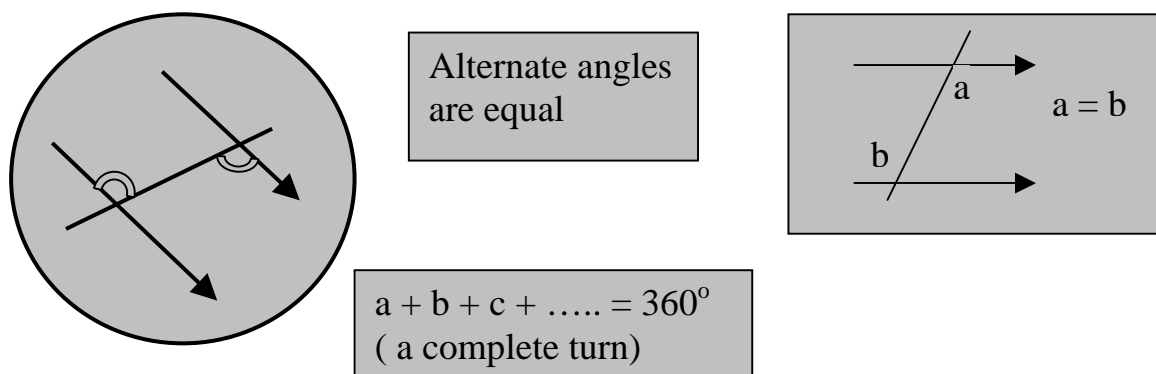 Alternate angles
are equal
a
a = b
b
a + b + c + ….. = 360°
( a complete turn)